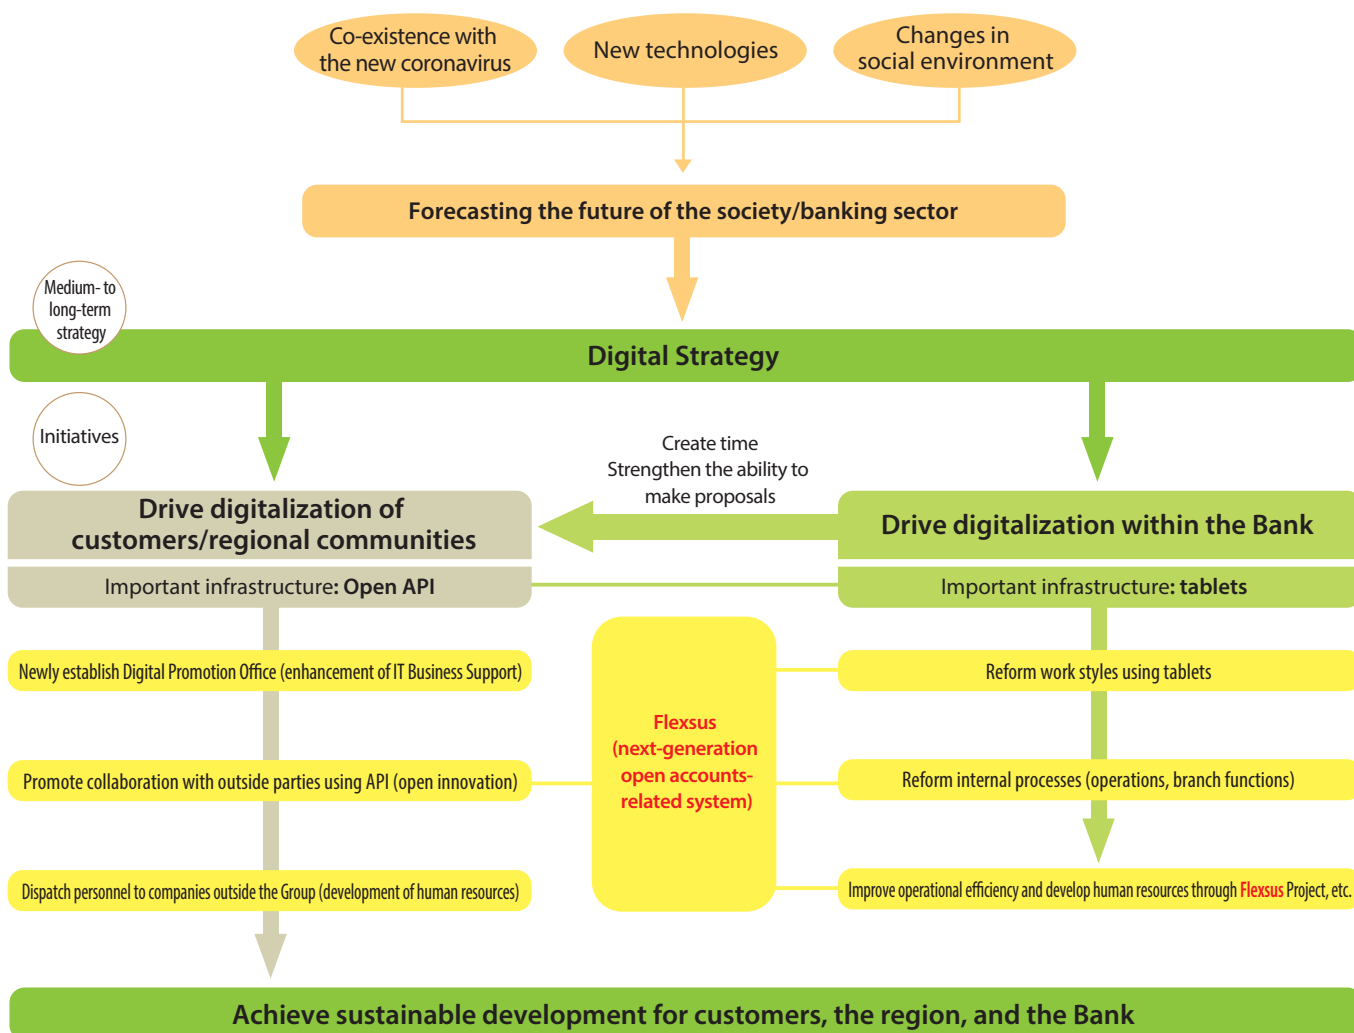 Co-existence with
the new coronavirus
New technologies
Changes in
social environment
Forecasting the future of the society/banking sector
Medium- to
long-term
strategy
Digital Strategy
Initiatives
Create time
Strengthen the ability to
make proposals
Drive digitalization of
customers/regional communities
Drive digitalization within the Bank
Important infrastructure: Open API
Important infrastructure: tablets
Newly establish Digital Promotion Office (enhancement of IT Business Support)
Promote collaboration with outside parties using API (open innovation)
Dispatch personnel to companies outside the Group (development of human resources)
Flexsus
(next-generation
open accounts-
related system)
Reform work styles using tablets
Reform internal processes (operations, branch functions)
Improve operational efficiency and develop human resources through Flexsus Project, etc.
Achieve sustainable development for customers, the region, and the Bank